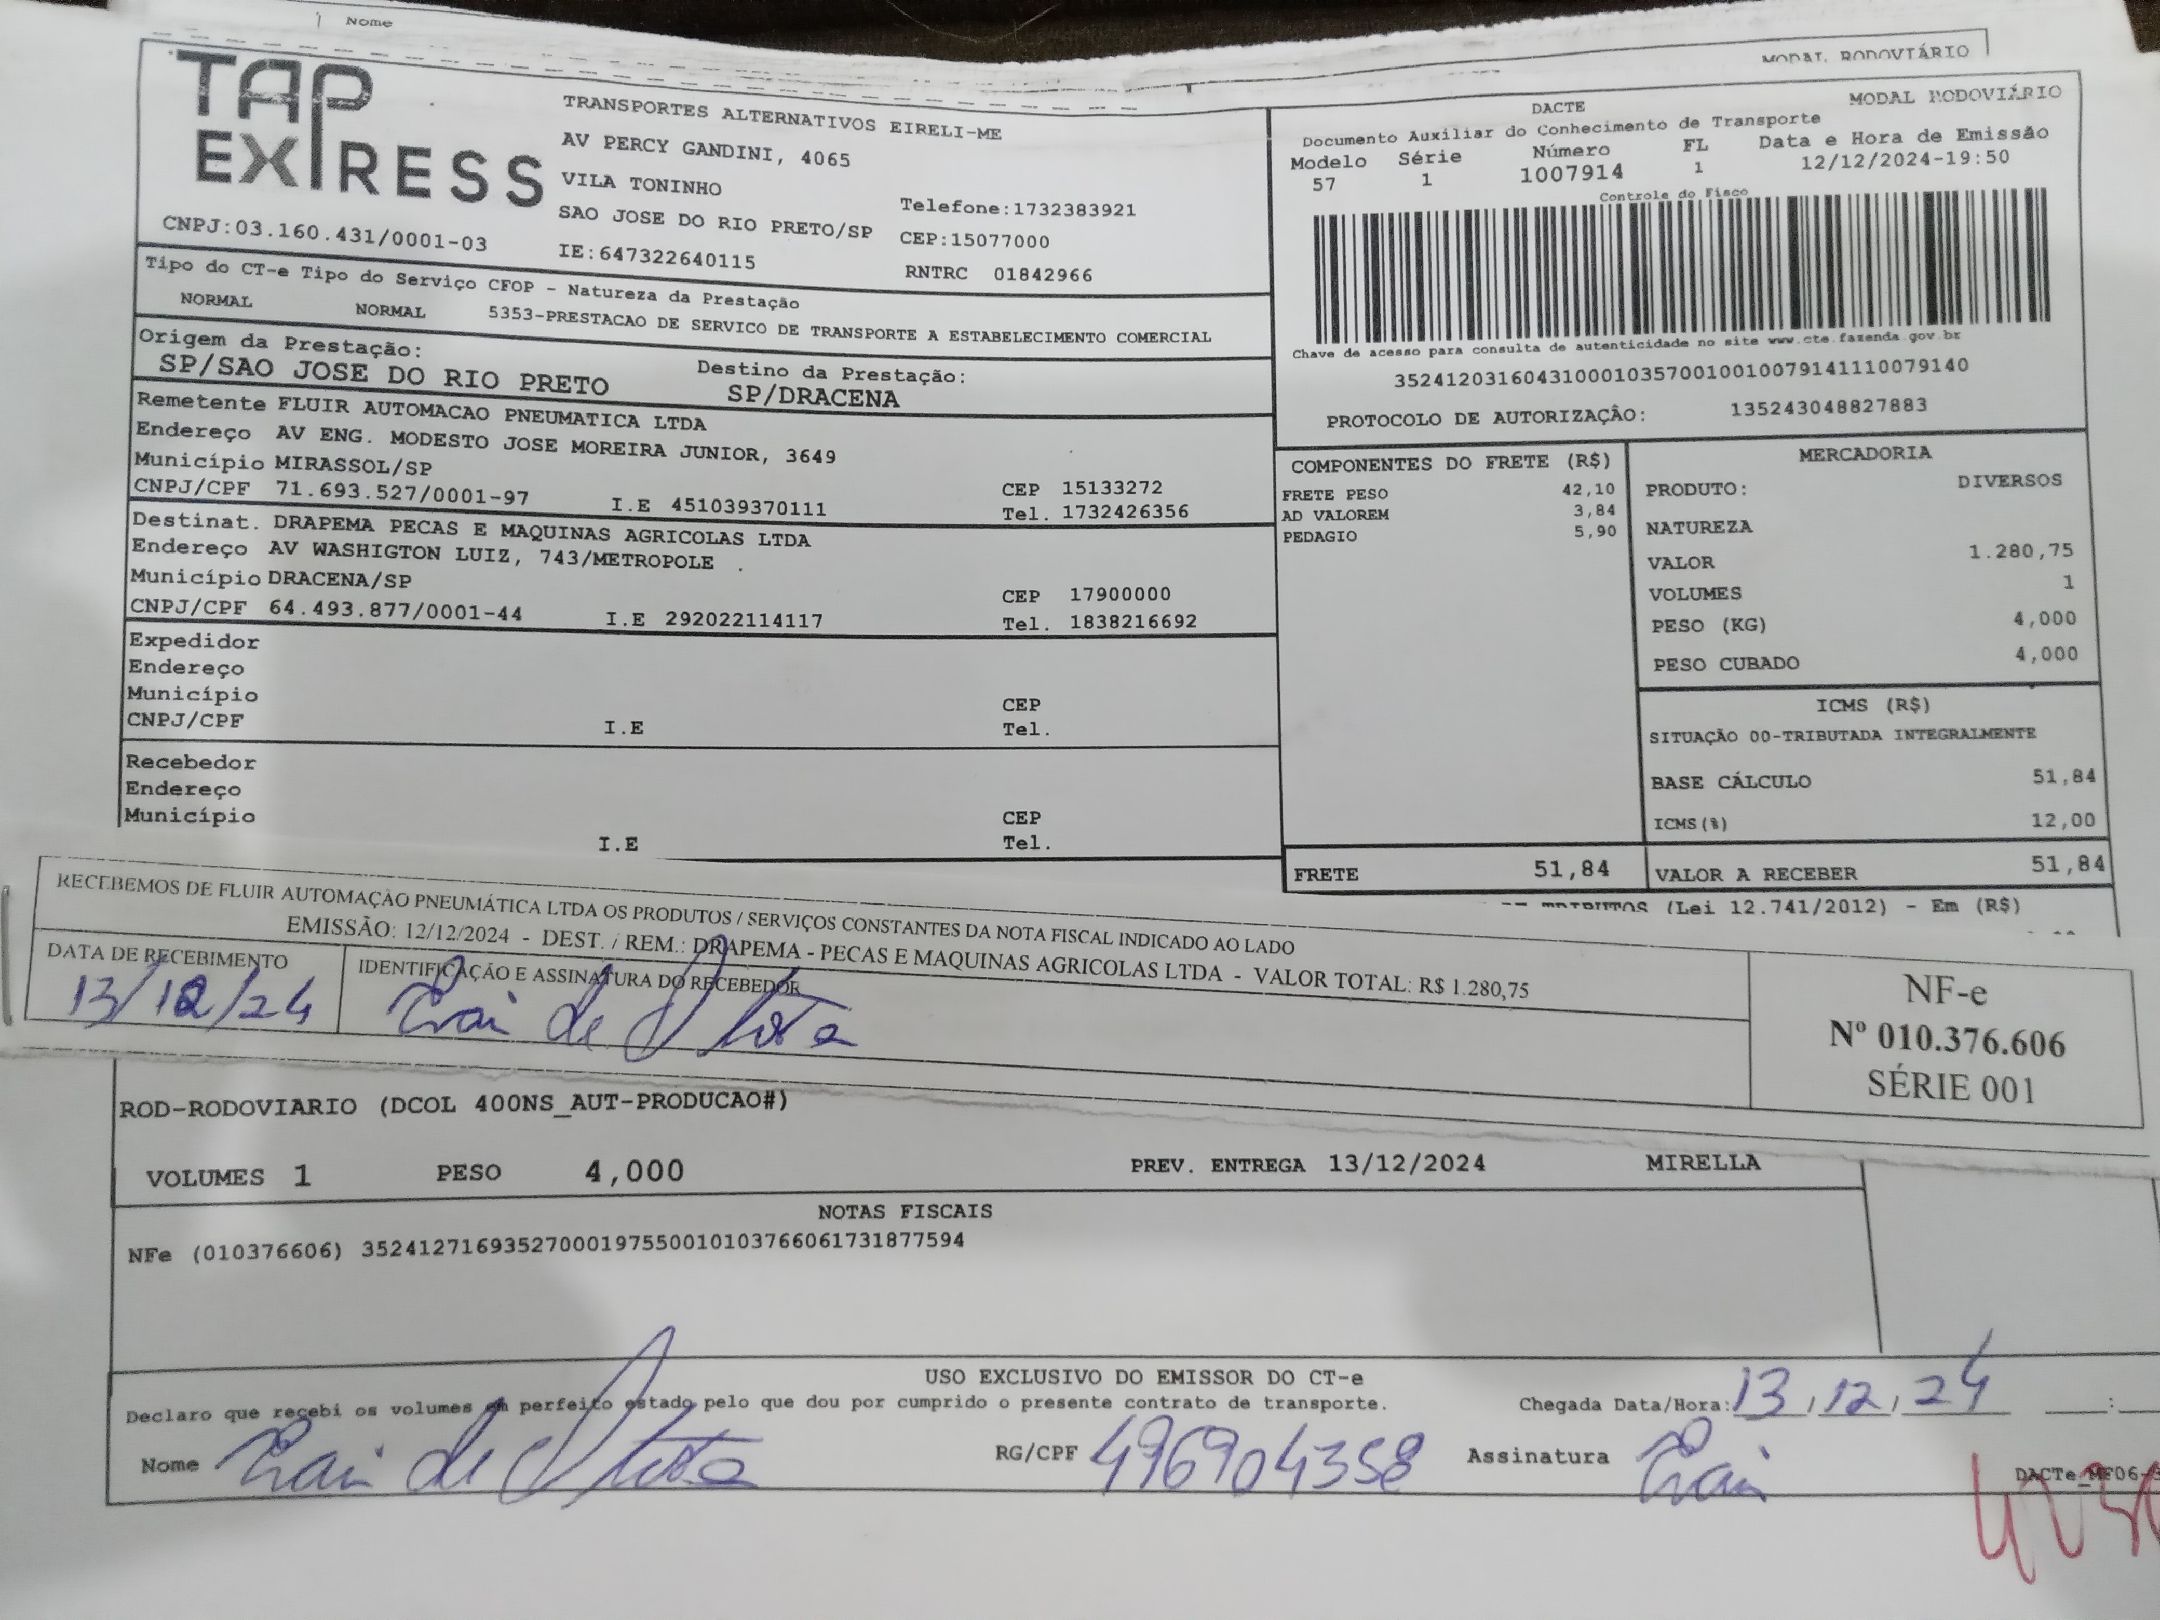 Nome
MODAL RODOVIÁRIO
TAP EXPRESS
CNPJ:03.160.431/0001-03
TRANSPORTES ALTERNATIVOS EIRELI-ME
AV PERCY GANDINI, 4065
VILA TONINHO
SAO JOSE DO RIO PRETO/SP
IE:647322640115
Telefone:1732383921
CEP:15077000
RNTRC 01842966
DACTE
MODAL RODOVIÁRIO
Documento Auxiliar do Conhecimento de Transporte
Modelo Série Número FL Data e Hora de Emissão
57 1 1007914 1 12/12/2024-19:50
Controle do Fisco
Chave de acesso para consulta de autenticidade no site www.cte.fazenda.gov.br
35241203160431000103570010010079141110079140
PROTOCOLO DE AUTORIZAÇÃO: 135243048827883
Tipo do CT-e Tipo do Serviço CFOP - Natureza da Prestação
NORMAL NORMAL 5353-PRESTACAO DE SERVICO DE TRANSPORTE A ESTABELECIMENTO COMERCIAL
Origem da Prestação: Destino da Prestação:
SP/SAO JOSE DO RIO PRETO SP/DRACENA
Remetente FLUIR AUTOMACAO PNEUMATICA LTDA
Endereço AV ENG. MODESTO JOSE MOREIRA JUNIOR, 3649
Município MIRASSOL/SP CEP 15133272
CNPJ/CPF 71.693.527/0001-97 I.E 451039370111 Tel. 1732426356
Destinat. DRAPEMA PECAS E MAQUINAS AGRICOLAS LTDA
Endereço AV WASHIGTON LUIZ, 743/METROPOLE
Município DRACENA/SP CEP 17900000
CNPJ/CPF 64.493.877/0001-44 I.E 292022114117 Tel. 1838216692
Expedidor
Endereço
Município CEP
CNPJ/CPF I.E Tel.
Recebedor
Endereço
Município CEP
I.E Tel.
COMPONENTES DO FRETE (R$)
FRETE PESO 42,10
AD VALOREM 3,84
PEDAGIO 5,90
MERCADORIA
PRODUTO: DIVERSOS
NATUREZA
VALOR 1.280,75
VOLUMES 1
PESO (KG) 4,000
PESO CUBADO 4,000
ICMS (R$)
SITUAÇÃO 00-TRIBUTADA INTEGRALMENTE
BASE CÁLCULO 51,84
ICMS(%) 12,00
FRETE 51,84 VALOR A RECEBER 51,84
TRIBUTOS (Lei 12.741/2012) - Em (R$)
RECEBEMOS DE FLUIR AUTOMAÇÃO PNEUMÁTICA LTDA OS PRODUTOS / SERVIÇOS CONSTANTES DA NOTA FISCAL INDICADO AO LADO
EMISSÃO: 12/12/2024 - DEST. / REM.: DRAPEMA - PECAS E MAQUINAS AGRICOLAS LTDA - VALOR TOTAL: R$ 1.280,75
DATA DE RECEBIMENTO IDENTIFICAÇÃO E ASSINATURA DO RECEBEDOR
13/12/24
NF-e
Nº 010.376.606
SÉRIE 001
ROD-RODOVIARIO (DCOL 400NS_AUT-PRODUCAO#)
VOLUMES 1 PESO 4,000 PREV. ENTREGA 13/12/2024 MIRELLA
NOTAS FISCAIS
NFe (010376606) 35241271693527000197550010103766061731877594
USO EXCLUSIVO DO EMISSOR DO CT-e
Declaro que recebi os volumes em perfeito estado pelo que dou por cumprido o presente contrato de transporte. Chegada Data/Hora: 13/12/24
Nome RG/CPF 496904358 Assinatura